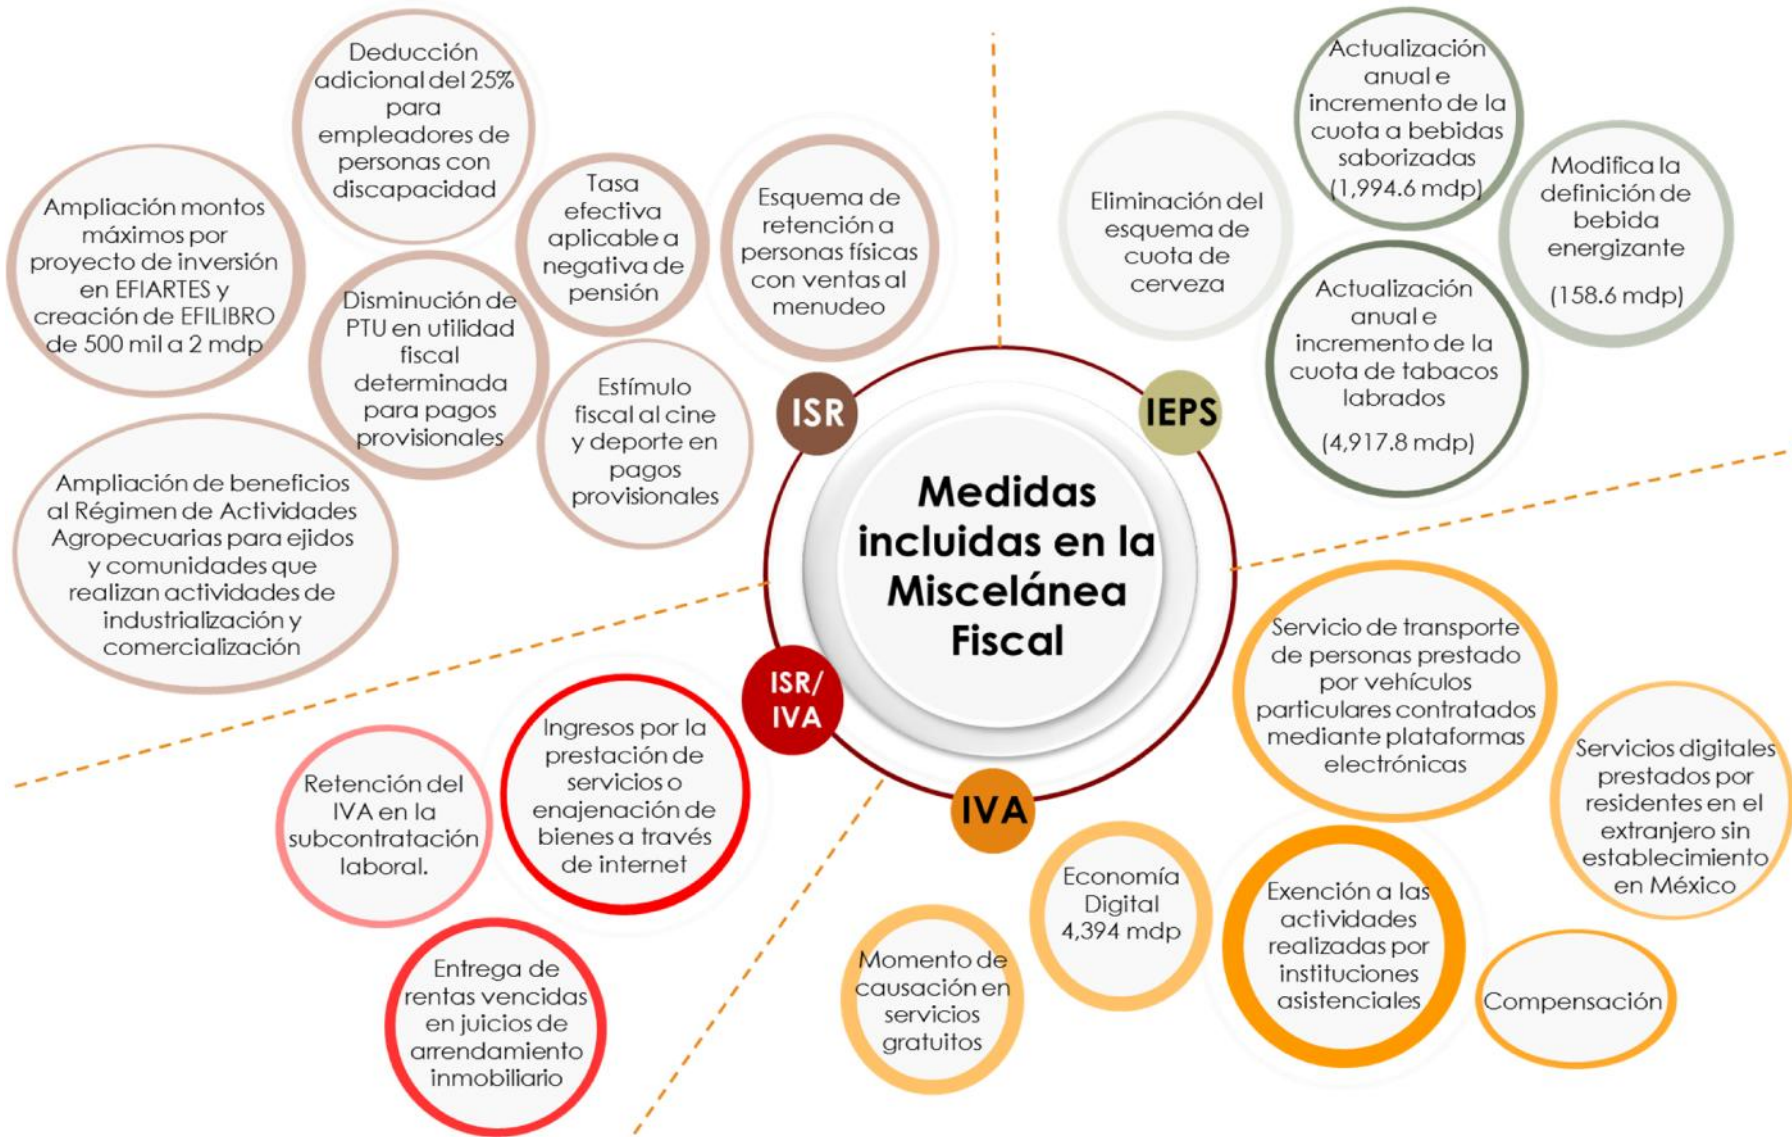 Deducción
adicional del 25%
para
empleadores de
personas con
discapacidad
Ampliación montos
máximos por
proyecto de inversión
en EFIARTES y
creación de EFILIBRO
de 500 mil a 2 mdp
Tasa
efectiva
aplicable a
negativa de
pensión
Esquema de
retención a
personas físicas
con ventas al
menudeo
Disminución de
PTU en utilidad
fiscal
determinada
para pagos
provisionales
Estímulo
fiscal al cine
y deporte en
pagos
provisionales
Ampliación de beneficios
al Régimen de Actividades
Agropecuarias para ejidos
y comunidades que
realizan actividades de
industrialización y
comercialización
ISR
Actualización
anual e
incremento de la
cuota a bebidas
saborizadas
(1,994.6 mdp)
Eliminación del
esquema de
cuota de
cerveza
Modifica la
definición de
bebida
energizante
(158.6 mdp)
Actualización
anual e
incremento de la
cuota de tabacos
labrados
(4,917.8 mdp)
IEPS
Medidas
incluidas en la
Miscelánea
Fiscal
ISR/
IVA
Ingresos por la
prestación de
servicios o
enajenación de
bienes a través
de internet
Retención del
IVA en la
subcontratación
laboral.
Entrega de
rentas vencidas
en juicios de
arrendamiento
inmobiliario
IVA
Servicio de transporte
de personas prestado
por vehículos
particulares contratados
mediante plataformas
electrónicas
Servicios digitales
prestados por
residentes en el
extranjero sin
establecimiento
en México
Economía
Digital
4,394 mdp
Exención a las
actividades
realizadas por
instituciones
asistenciales
Momento de
causación en
servicios
gratuitos
Compensación